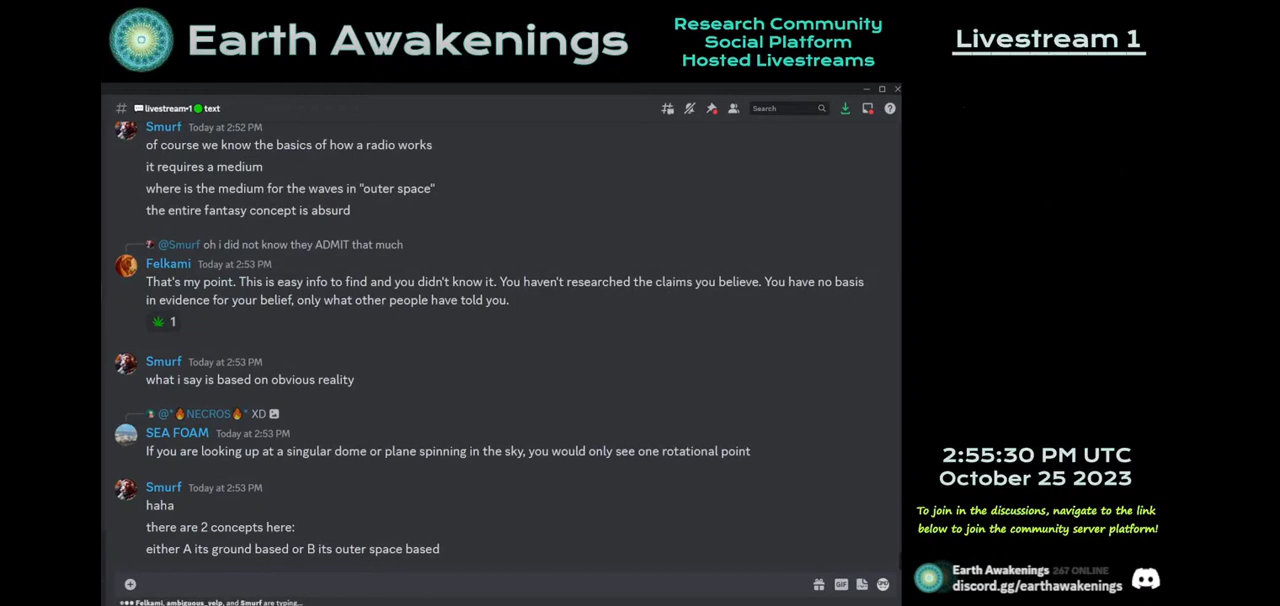 Earth Awakenings
Research Community
Social Platform
Hosted Livestreams
Livestream 1
# livestream•1 text
Search
Smurf Today at 2:52 PM
of course we know the basics of how a radio works
it requires a medium
where is the medium for the waves in "outer space"
the entire fantasy concept is absurd
@Smurf oh i did not know they ADMIT that much
Felkami Today at 2:53 PM
That's my point. This is easy info to find and you didn't know it. You haven't researched the claims you believe. You have no basis
in evidence for your belief, only what other people have told you.
1
Smurf Today at 2:53 PM
what i say is based on obvious reality
@*🔥NECROS🔥* XD
SEA FOAM Today at 2:53 PM
If you are looking up at a singular dome or plane spinning in the sky, you would only see one rotational point
Smurf Today at 2:53 PM
haha
there are 2 concepts here:
either A its ground based or B its outer space based
GIF
Felkami, ambiguous_yelp, and Smurf are typing...
2:55:30 PM UTC
October 25 2023
To join in the discussions, navigate to the link
below to join the community server platform!
Earth Awakenings 267 ONLINE
discord.gg/earthawakenings